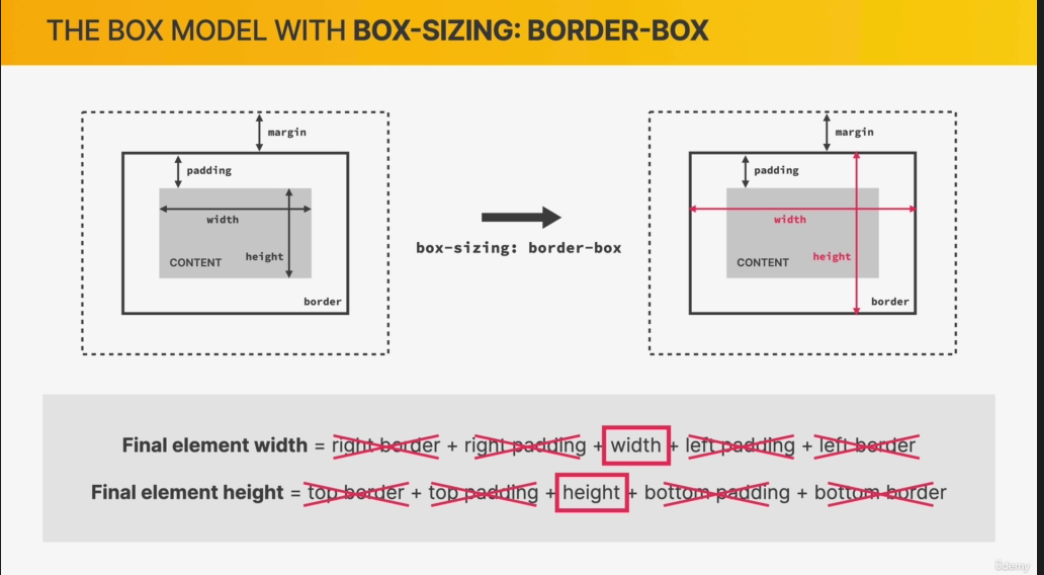 THE BOX MODEL WITH BOX-SIZING: BORDER-BOX
margin
padding
width
height
CONTENT
border
box-sizing: border-box
margin
padding
width
height
CONTENT
border
Final element width = right border + right padding + width + left padding + left border
Final element height = top border + top padding + height + bottom padding + bottom border
Udemy